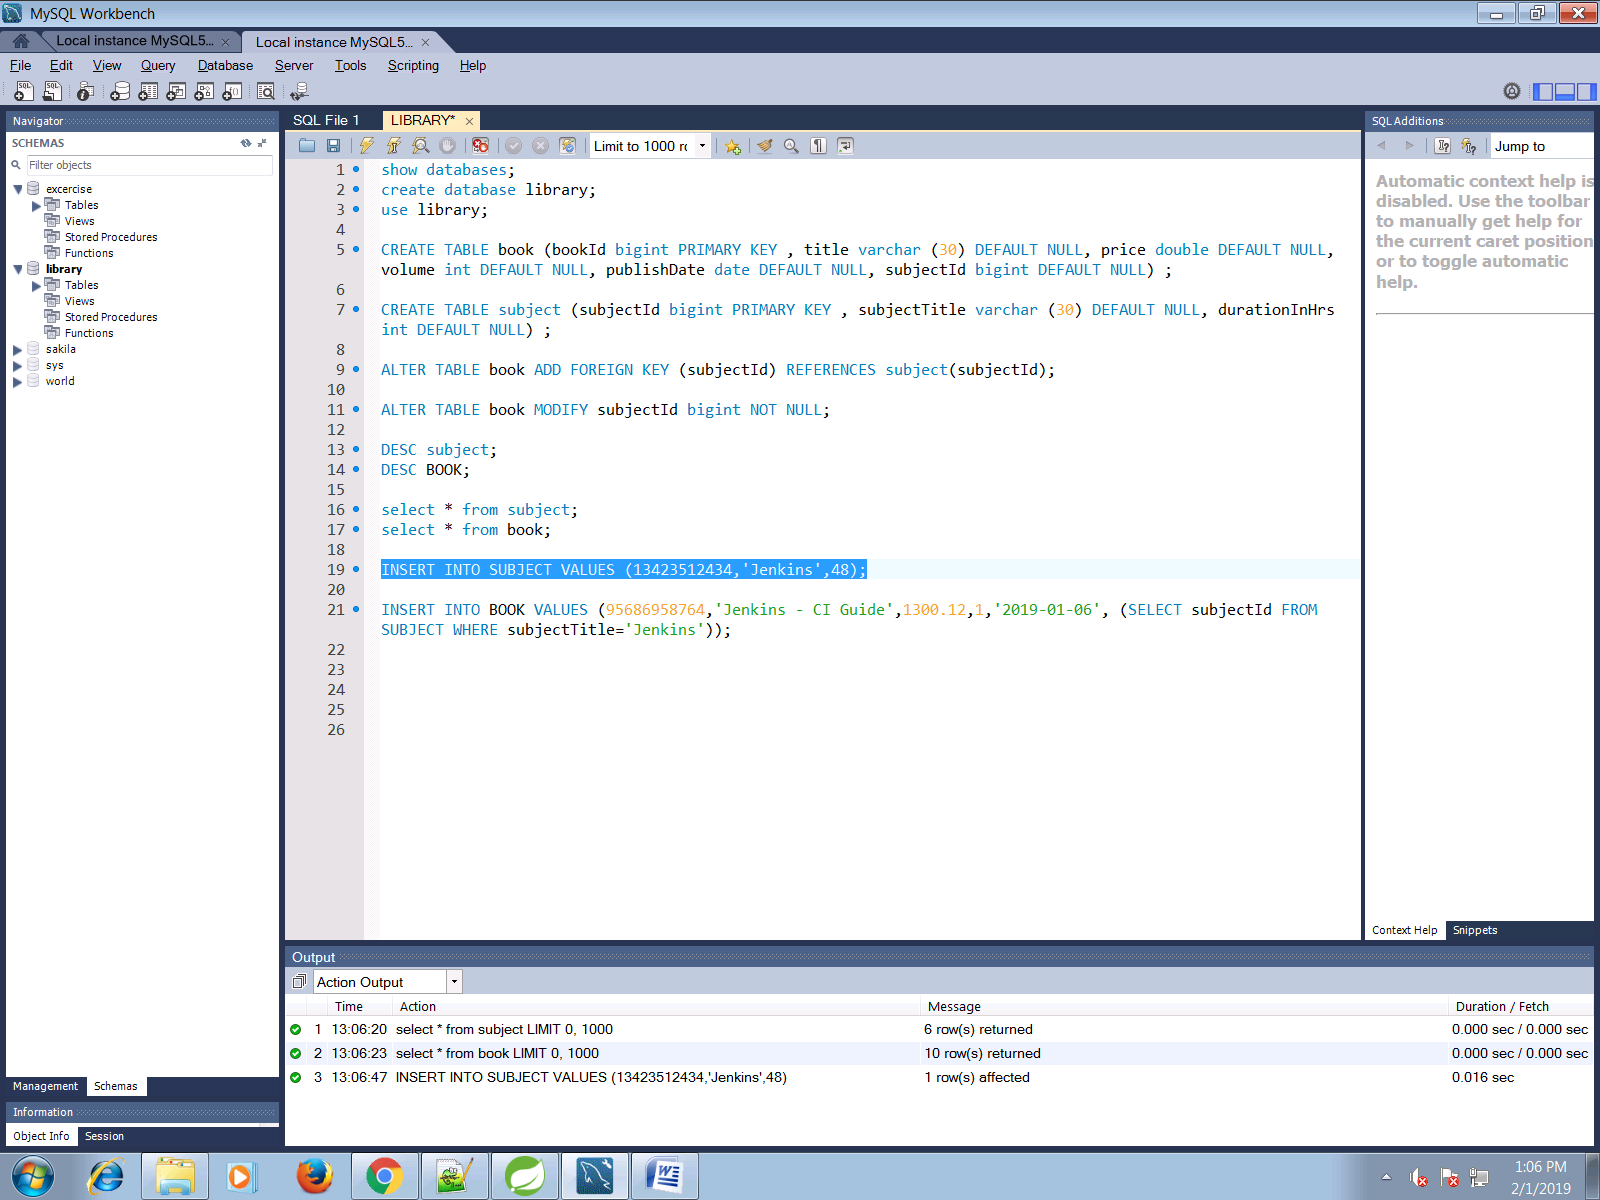 MySQL Workbench
Local instance MySQL5... ×
Local instance MySQL5... ×
File Edit View Query Database Server Tools Scripting Help
Navigator
SCHEMAS
Filter objects
excercise
Tables
Views
Stored Procedures
Functions
library
Tables
Views
Stored Procedures
Functions
sakila
sys
world
Management Schemas
Information
Object Info Session
SQL File 1 LIBRARY* ×
Limit to 1000 rc
1 show databases;
2 create database library;
3 use library;
4
5 CREATE TABLE book (bookId bigint PRIMARY KEY , title varchar (30) DEFAULT NULL, price double DEFAULT NULL,
volume int DEFAULT NULL, publishDate date DEFAULT NULL, subjectId bigint DEFAULT NULL) ;
6
7 CREATE TABLE subject (subjectId bigint PRIMARY KEY , subjectTitle varchar (30) DEFAULT NULL, durationInHrs
int DEFAULT NULL) ;
8
9 ALTER TABLE book ADD FOREIGN KEY (subjectId) REFERENCES subject(subjectId);
10
11 ALTER TABLE book MODIFY subjectId bigint NOT NULL;
12
13 DESC subject;
14 DESC BOOK;
15
16 select * from subject;
17 select * from book;
18
19 INSERT INTO SUBJECT VALUES (13423512434,'Jenkins',48);
20
21 INSERT INTO BOOK VALUES (95686958764,'Jenkins - CI Guide',1300.12,1,'2019-01-06', (SELECT subjectId FROM
SUBJECT WHERE subjectTitle='Jenkins'));
22
23
24
25
26
SQL Additions
Jump to
Automatic context help is
disabled. Use the toolbar
to manually get help for
the current caret position
or to toggle automatic
help.
Context Help Snippets
Output
Action Output
Time Action Message Duration / Fetch
1 13:06:20 select * from subject LIMIT 0, 1000 6 row(s) returned 0.000 sec / 0.000 sec
2 13:06:23 select * from book LIMIT 0, 1000 10 row(s) returned 0.000 sec / 0.000 sec
3 13:06:47 INSERT INTO SUBJECT VALUES (13423512434,'Jenkins',48) 1 row(s) affected 0.016 sec
1:06 PM
2/1/2019